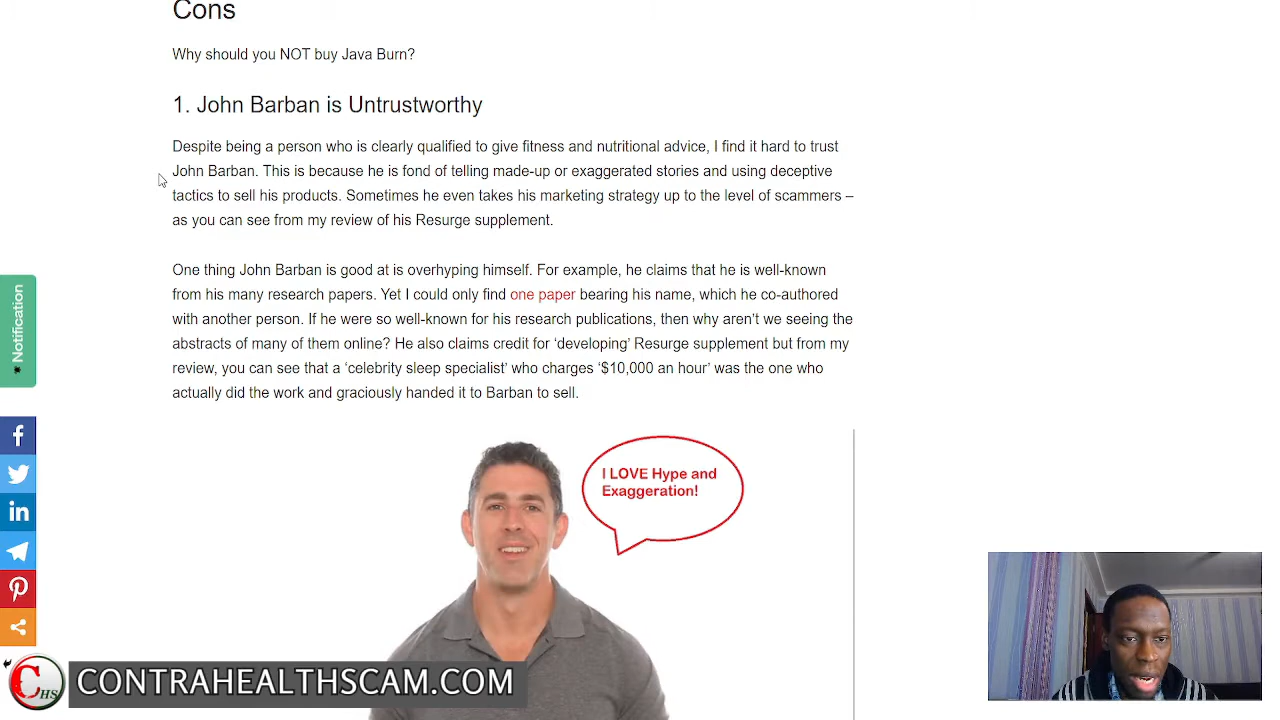 Cons
Why should you NOT buy Java Burn?
1. John Barban is Untrustworthy
Despite being a person who is clearly qualified to give fitness and nutritional advice, I find it hard to trust
John Barban. This is because he is fond of telling made-up or exaggerated stories and using deceptive
tactics to sell his products. Sometimes he even takes his marketing strategy up to the level of scammers –
as you can see from my review of his Resurge supplement.
One thing John Barban is good at is overhyping himself. For example, he claims that he is well-known
from his many research papers. Yet I could only find one paper bearing his name, which he co-authored
with another person. If he were so well-known for his research publications, then why aren’t we seeing the
abstracts of many of them online? He also claims credit for ‘developing’ Resurge supplement but from my
review, you can see that a ‘celebrity sleep specialist’ who charges ‘$10,000 an hour’ was the one who
actually did the work and graciously handed it to Barban to sell.
I LOVE Hype and
Exaggeration!
Notification
CHS
CONTRAHEALTHSCAM.COM